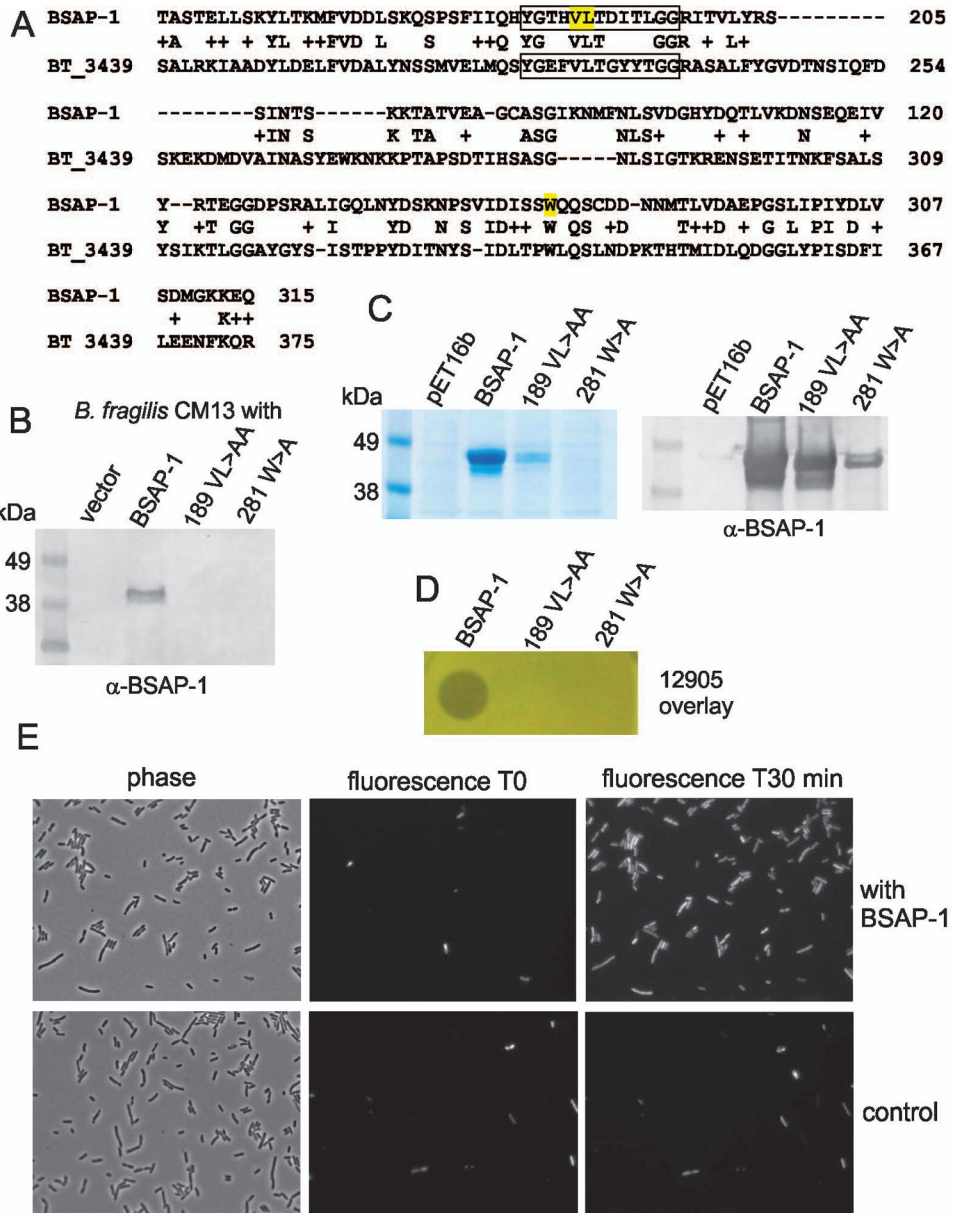 A
BSAP-1 TASTELLSKYLTKMFVDDLSKQSPSFIIQHYGTHVLTDITLGGRITVLYRS---------- 205
+A ++ + YL ++FVD L S ++Q YG VLT GGR + L+
BT_3439 SALRKIAADYLDELFVDALYNSSMVELMQSYGEFVLTGYYTGGRASALFYGVDTNSIQFD 254
BSAP-1 ---------SINTS------KKTATVEA-GCASGIKNMFNLSVDGHYDQTLVKDNSEQEIV 120
+IN S K TA + ASG NLS+ + + N +
BT_3439 SKEKDMDVAINASYEWKNKKPTAPSDTIHSASG-----NLSIGTKRENSETITNKFSALS 309
BSAP-1 Y--RTEGGDPSRALIGQLNYDSKNPSVIDISSWQQSCDD-NNMTLVDAEPGSLIPIYDLV 307
Y +T GG + I YD N S ID++ W QS +D T++D + G L PI D +
BT_3439 YSIKTLGGAYGYS-ISTPPYDITNYS-IDLTPWLQSLNDPKTHTMIDLQDGGLYPISDFI 367
BSAP-1 SDMGKKEQ 315
+ K++
BT 3439 LEENFKQR 375
B
B. fragilis CM13 with
vector
BSAP-1
189 VL>AA
281 W>A
kDa
49
38
α-BSAP-1
C
kDa
pET16b
BSAP-1
189 VL>AA
281 W>A
49
38
pET16b
BSAP-1
189 VL>AA
281 W>A
α-BSAP-1
D
BSAP-1
189 VL>AA
281 W>A
12905
overlay
E
phase
fluorescence T0
fluorescence T30 min
with
BSAP-1
control